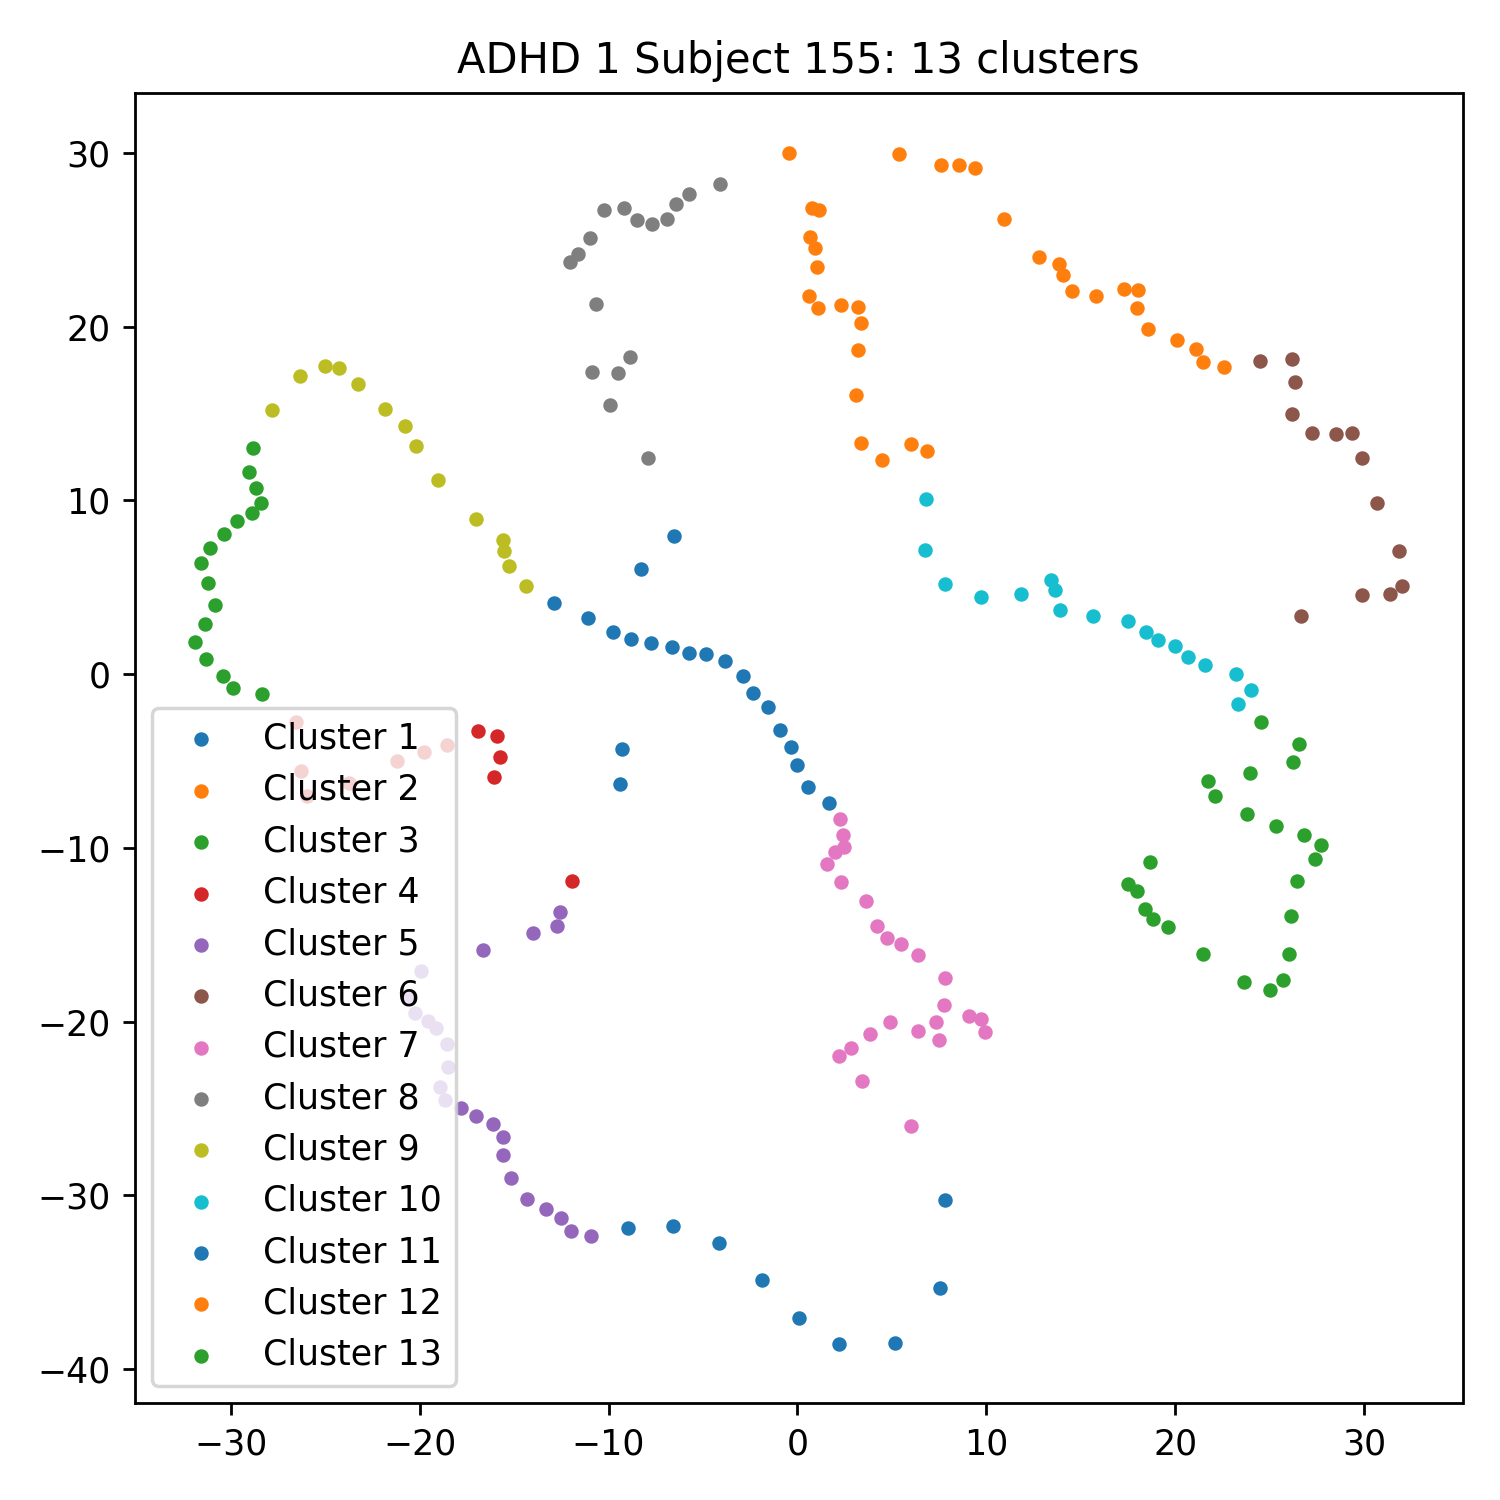 ADHD 1 Subject 155: 13 clusters
30
20
10
0
−10
−20
−30
−40
Cluster 1
Cluster 2
Cluster 3
Cluster 4
Cluster 5
Cluster 6
Cluster 7
Cluster 8
Cluster 9
Cluster 10
Cluster 11
Cluster 12
Cluster 13
−30 −20 −10 0 10 20 30